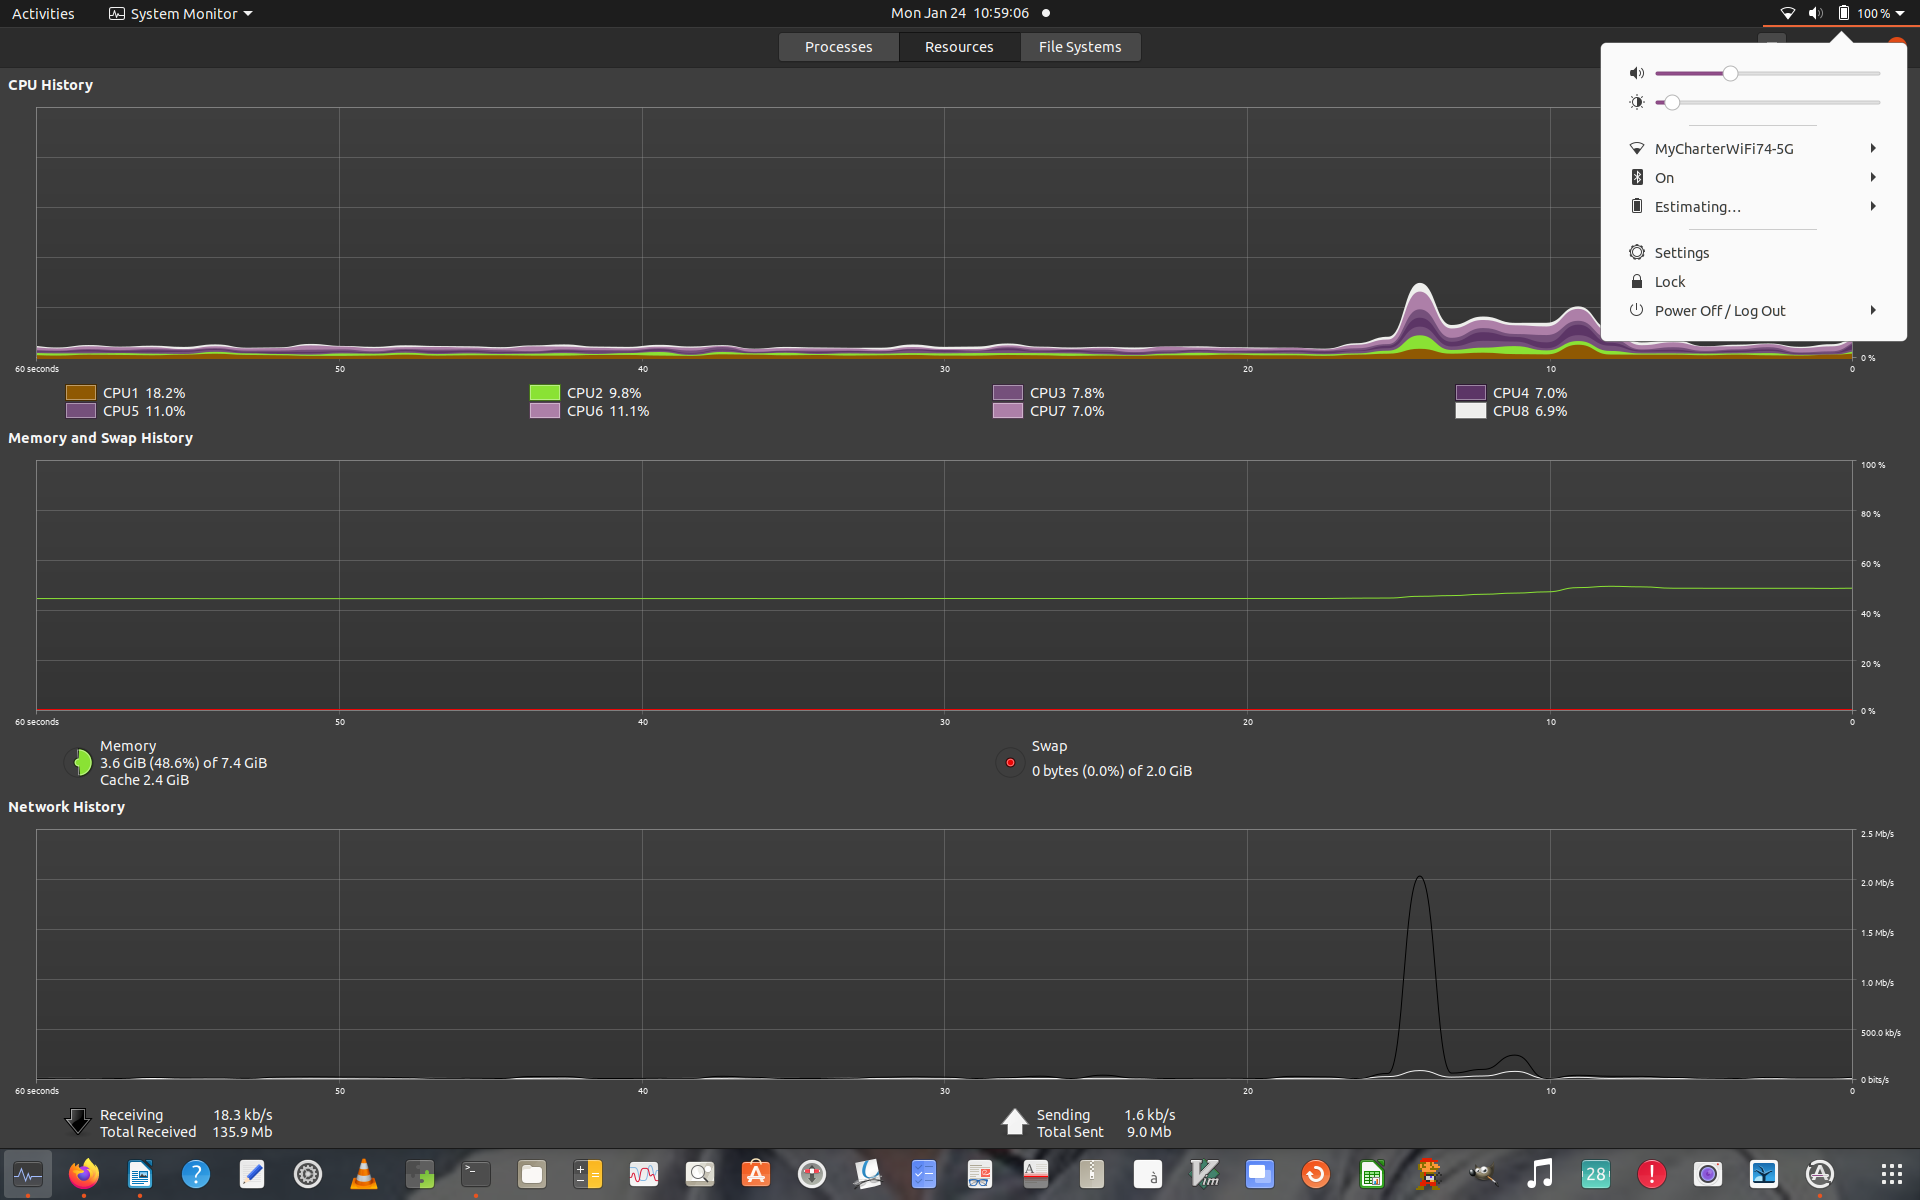 Activities
System Monitor
Mon Jan 24 10:59:06
100 %
Processes
Resources
File Systems
MyCharterWiFi74-5G
On
Estimating…
Settings
Lock
Power Off / Log Out
CPU History
0 %
60 seconds 50 40 30 20 10 0
CPU1 18.2% CPU2 9.8% CPU3 7.8% CPU4 7.0%
CPU5 11.0% CPU6 11.1% CPU7 7.0% CPU8 6.9%
Memory and Swap History
100 %
80 %
60 %
40 %
20 %
0 %
60 seconds 50 40 30 20 10 0
Memory
3.6 GiB (48.6%) of 7.4 GiB
Cache 2.4 GiB
Swap
0 bytes (0.0%) of 2.0 GiB
Network History
2.5 Mb/s
2.0 Mb/s
1.5 Mb/s
1.0 Mb/s
500.0 kb/s
0 bits/s
60 seconds 50 40 30 20 10 0
Receiving 18.3 kb/s
Total Received 135.9 Mb
Sending 1.6 kb/s
Total Sent 9.0 Mb
?
>_
A
à
Vim
28
!